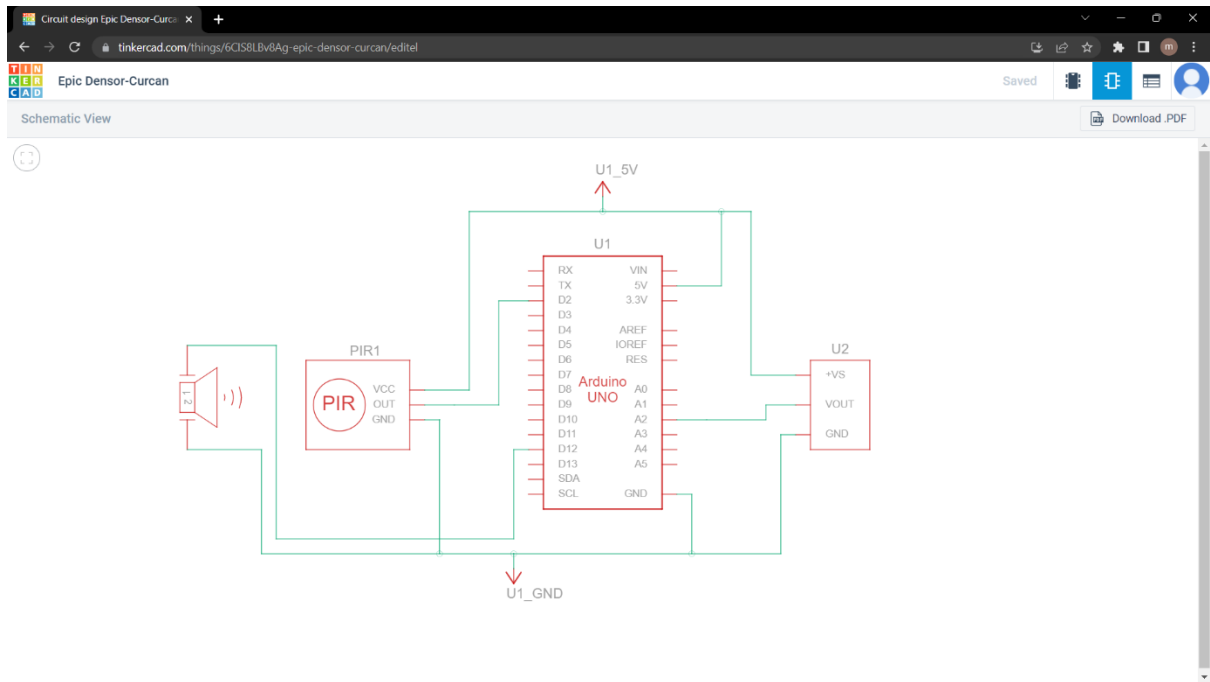 Circuit design Epic Densor-Curca
tinkercad.com/things/6CIS8LBv8Ag-epic-densor-curcan/editel
m
TIN
KER
CAD
Epic Densor-Curcan
Saved
Schematic View
Download .PDF
U1_5V
U1
RX VIN
TX 5V
D2 3.3V
D3
D4 AREF
D5 IOREF
D6 RES
D7
Arduino
UNO
D8 A0
D9 A1
D10 A2
D11 A3
D12 A4
D13 A5
SDA
SCL GND
PIR1
PIR
VCC
OUT
GND
1 2
U2
+VS
VOUT
GND
U1_GND